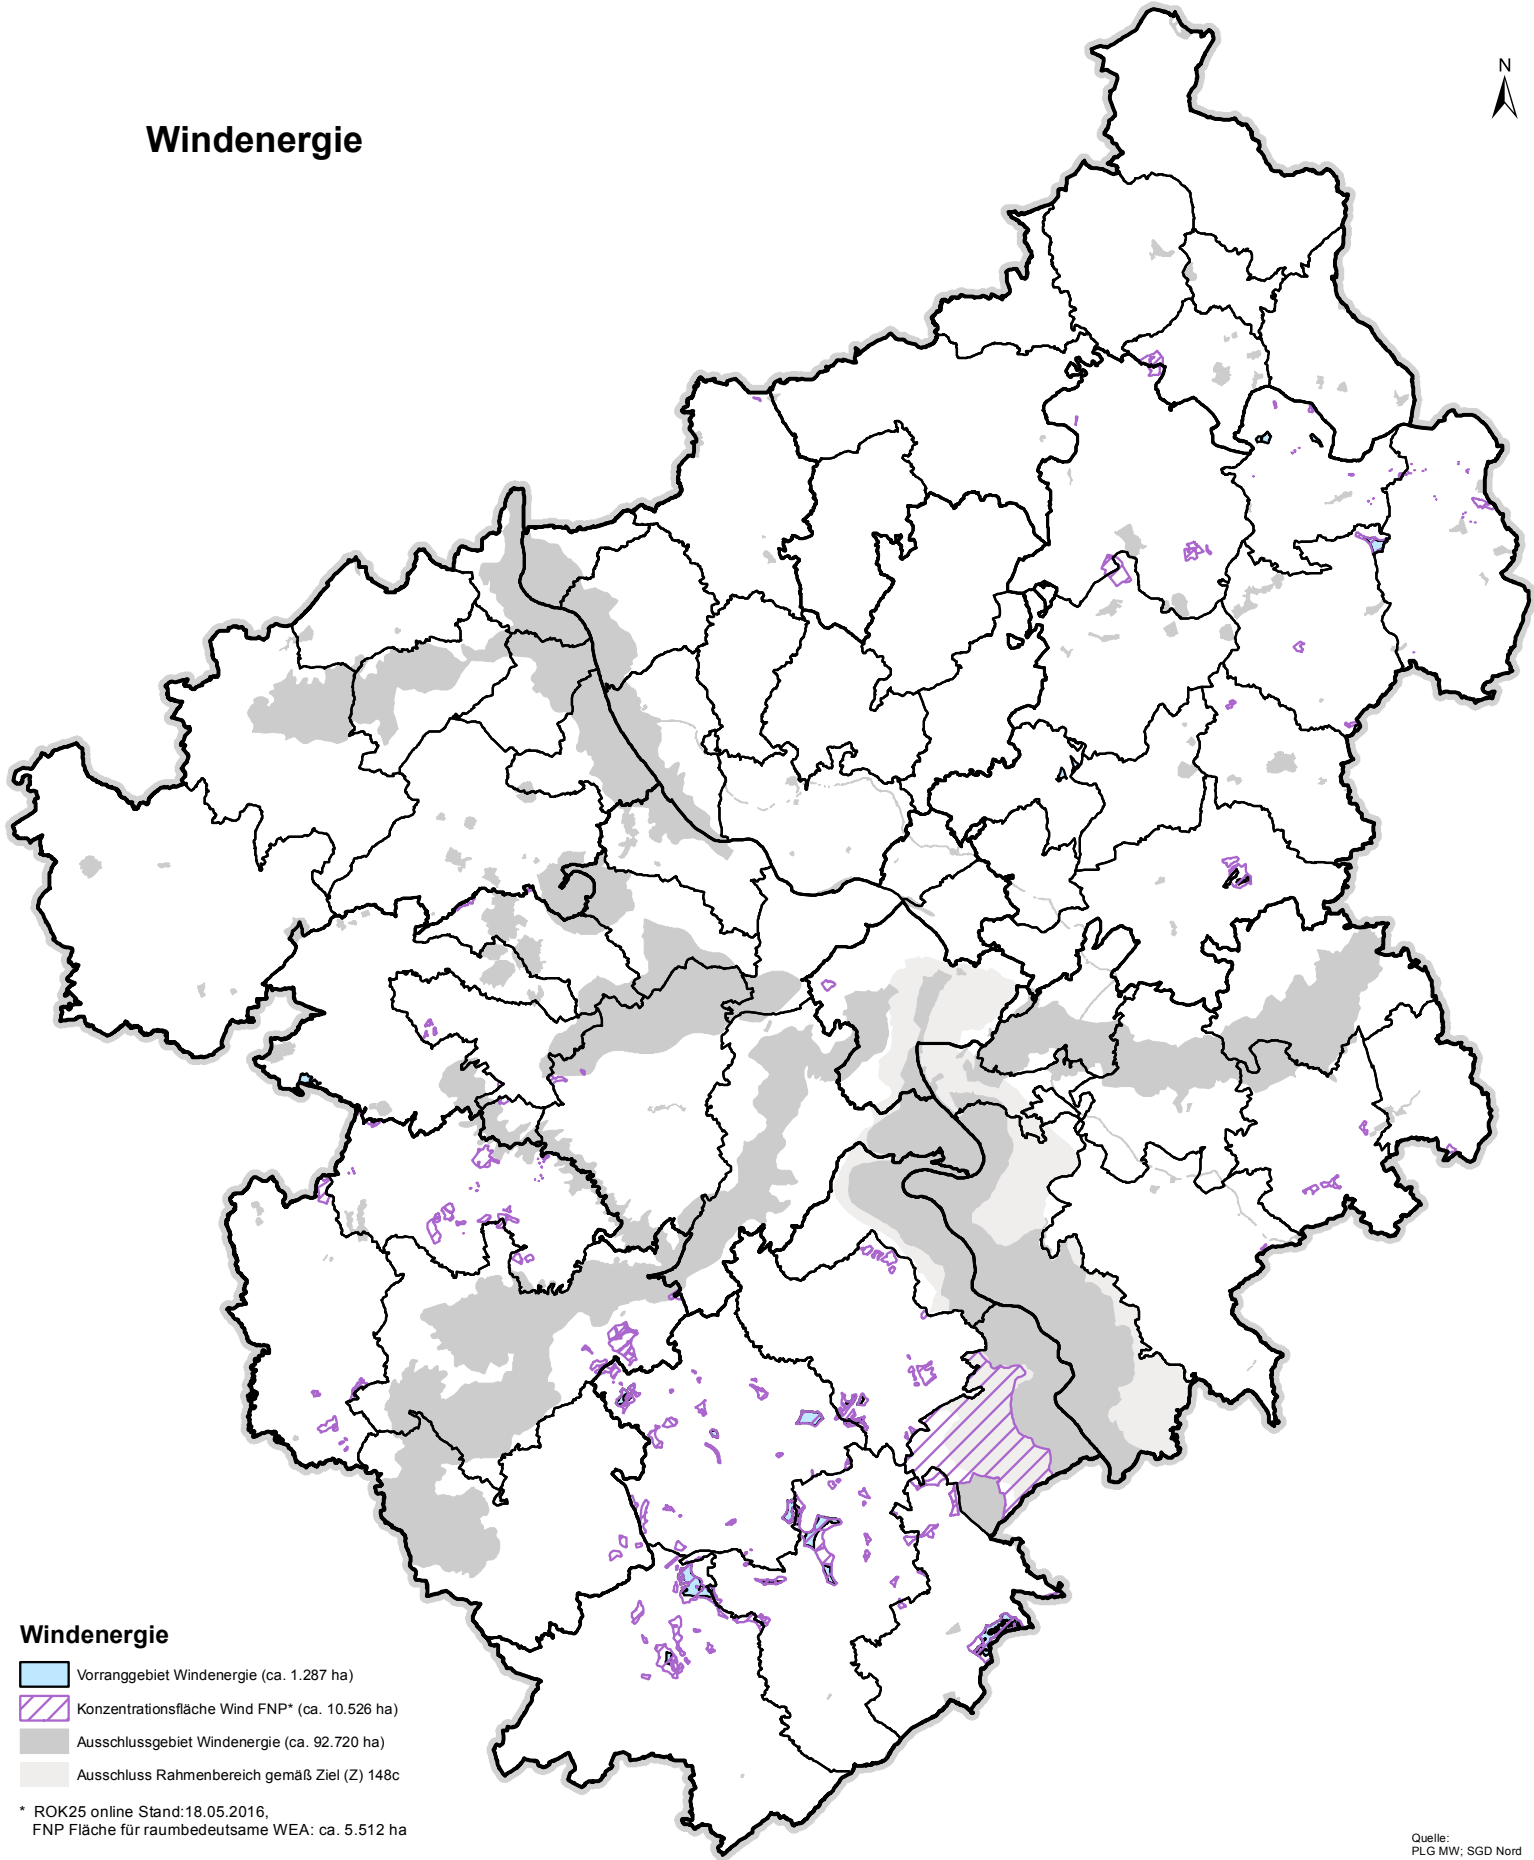 N
Windenergie
Windenergie
Vorranggebiet Windenergie (ca. 1.287 ha)
Konzentrationsfläche Wind FNP* (ca. 10.526 ha)
Ausschlussgebiet Windenergie (ca. 92.720 ha)
Ausschluss Rahmenbereich gemäß Ziel (Z) 148c
* ROK25 online Stand:18.05.2016,
FNP Fläche für raumbedeutsame WEA: ca. 5.512 ha
Quelle:
PLG MW; SGD Nord